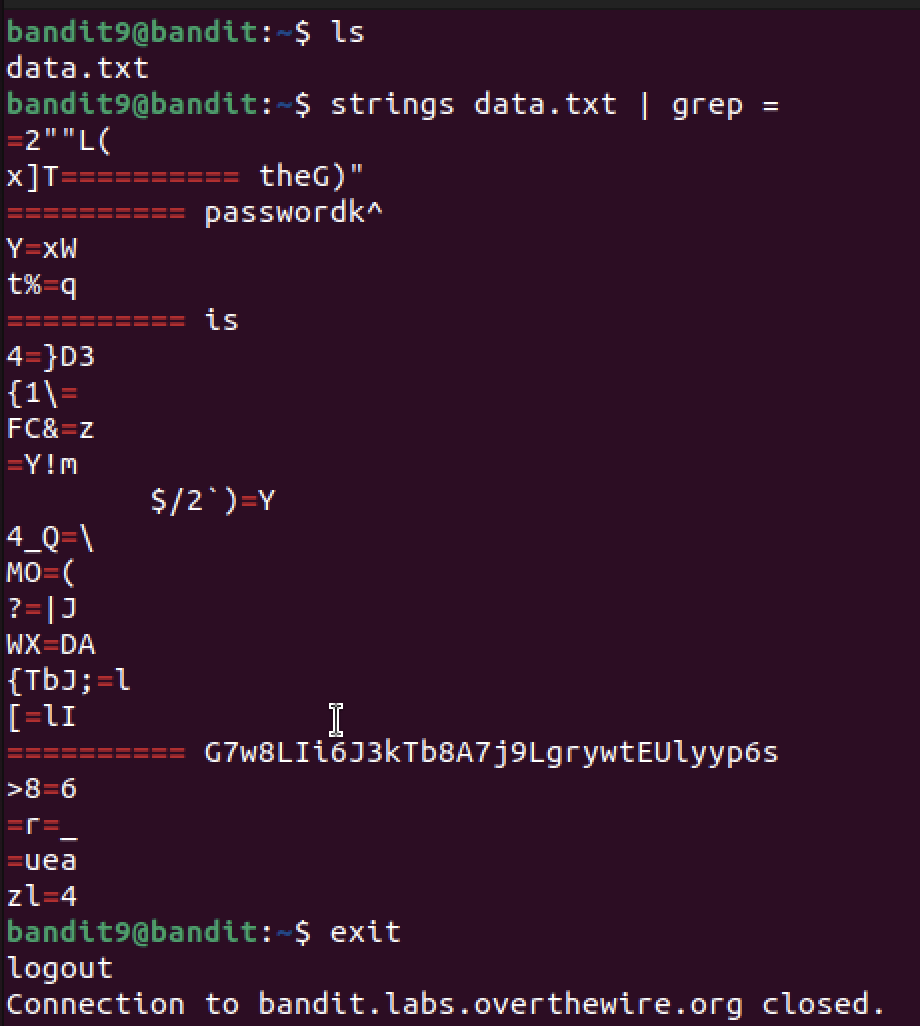 bandit9@bandit:~$ ls
data.txt
bandit9@bandit:~$ strings data.txt | grep =
=2""L(
x]T========== theG)"
========== passwordk^
Y=xW
t%=q
========== is
4=}D3
{1\=
FC&=z
=Y!m
        $/2`)=Y
4_Q=\
MO=(
?=|J
WX=DA
{TbJ;=l
[=lI
========== G7w8LIi6J3kTb8A7j9LgrywtEUlyyp6s
>8=6
=r=_
=uea
zl=4
bandit9@bandit:~$ exit
logout
Connection to bandit.labs.overthewire.org closed.